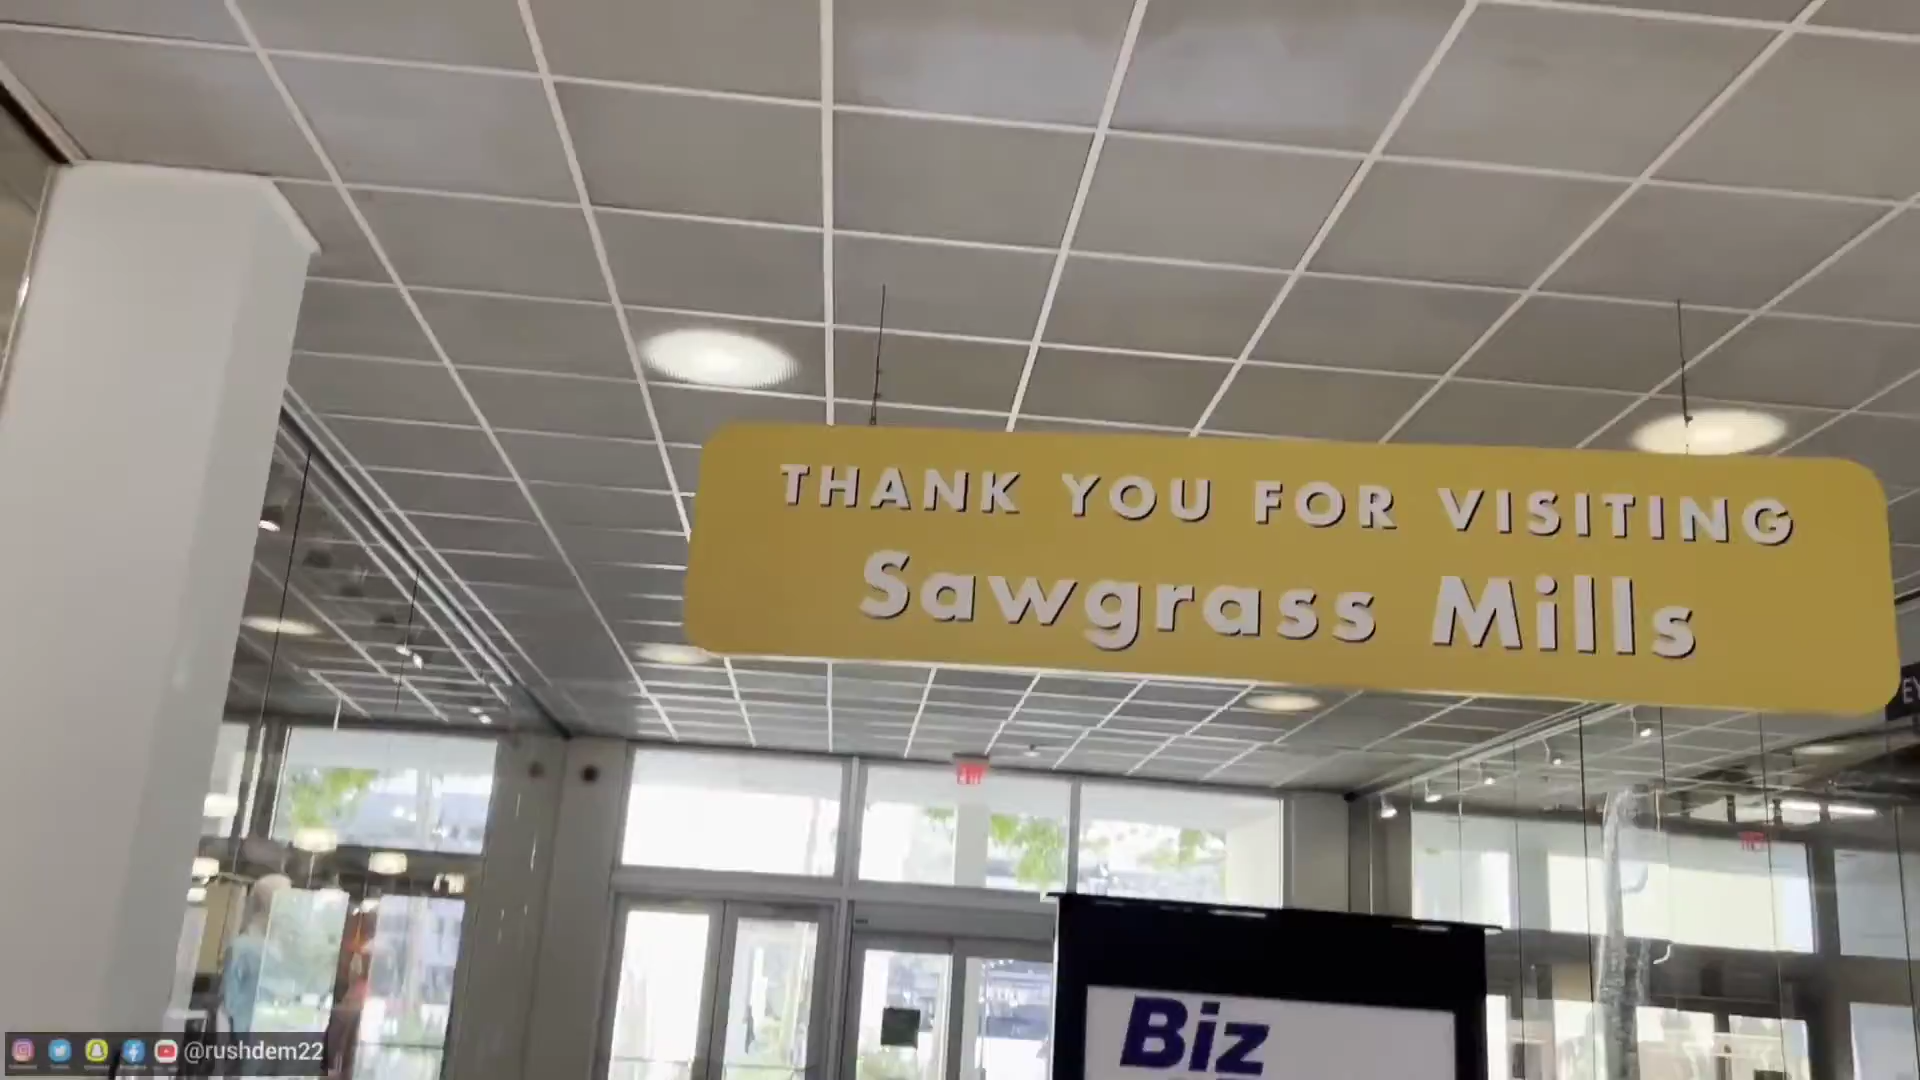 THANK YOU FOR VISITING
Sawgrass Mills
EXIT
Biz
@rushdem22